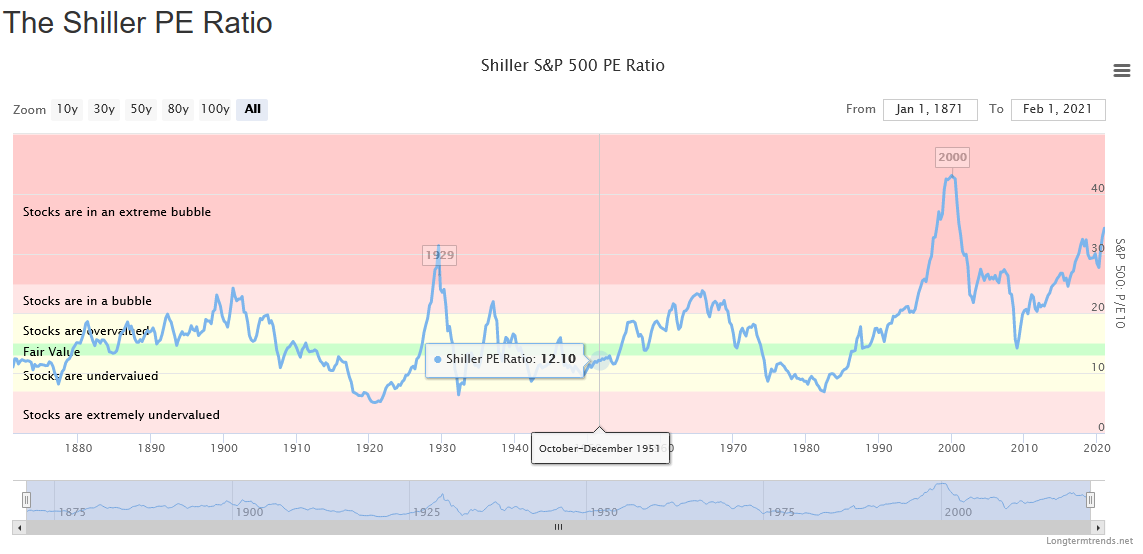 The Shiller PE Ratio
Shiller S&P 500 PE Ratio
Zoom 10y 30y 50y 80y 100y All
From Jan 1, 1871 To Feb 1, 2021
2000
40
Stocks are in an extreme bubble
1929
30
S&P 500: P/E10
Stocks are in a bubble
20
Stocks are overvalued
Fair Value
Shiller PE Ratio: 12.10
10
Stocks are undervalued
Stocks are extremely undervalued
0
1880 1890 1900 1910 1920 1930 1940 1970 1980 1990 2000 2010 2020
October-December 1951
1875 1900 1925 1950 1975 2000
Longtermtrends.net